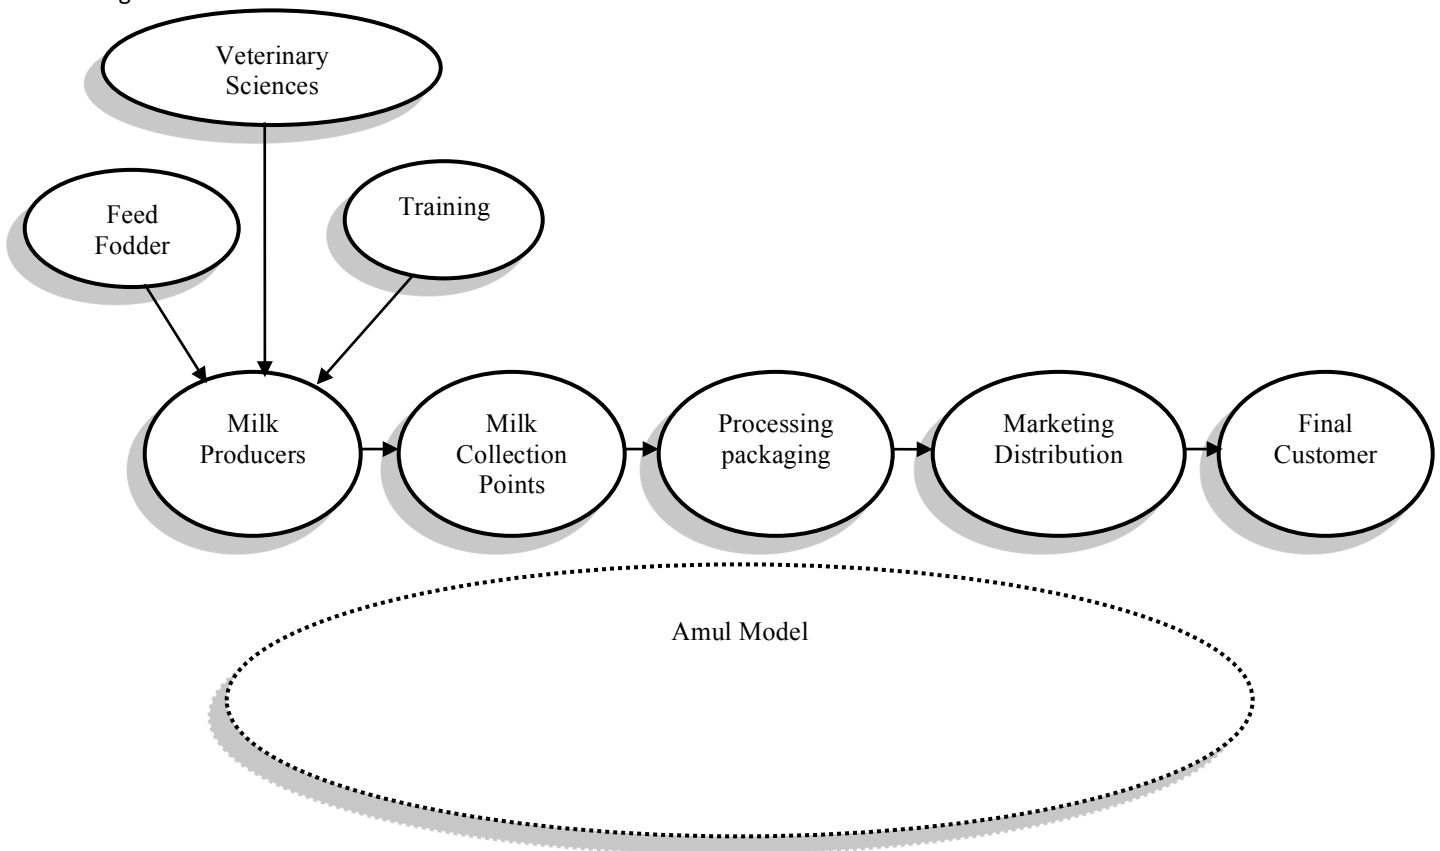 Veterinary
Sciences
Feed
Fodder
Training
Milk
Producers
Milk
Collection
Points
Processing
packaging
Marketing
Distribution
Final
Customer
Amul Model